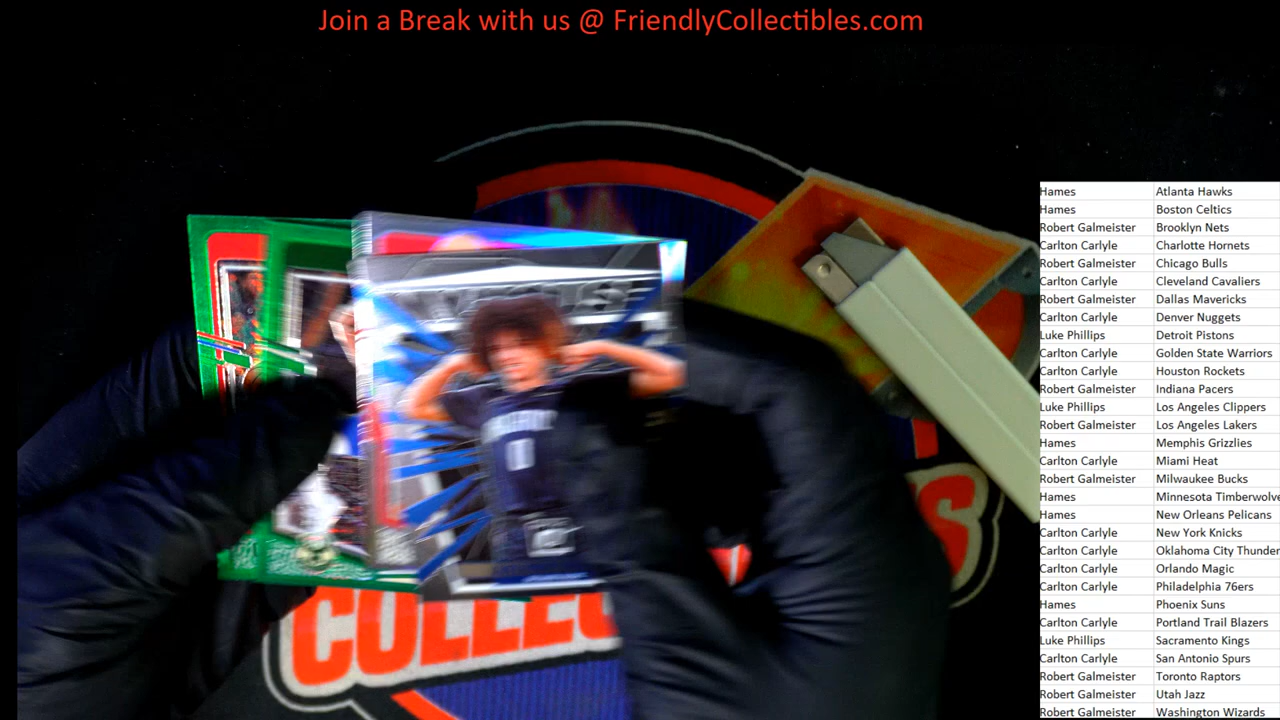 Join a Break with us @ FriendlyCollectibles.com
Hames Atlanta Hawks
Hames Boston Celtics
Robert Galmeister Brooklyn Nets
Carlton Carlyle Charlotte Hornets
Robert Galmeister Chicago Bulls
Carlton Carlyle Cleveland Cavaliers
Robert Galmeister Dallas Mavericks
Carlton Carlyle Denver Nuggets
Luke Phillips Detroit Pistons
Carlton Carlyle Golden State Warriors
Carlton Carlyle Houston Rockets
Robert Galmeister Indiana Pacers
Luke Phillips Los Angeles Clippers
Robert Galmeister Los Angeles Lakers
Hames Memphis Grizzlies
Carlton Carlyle Miami Heat
Robert Galmeister Milwaukee Bucks
Hames Minnesota Timberwolve
Hames New Orleans Pelicans
Carlton Carlyle New York Knicks
Carlton Carlyle Oklahoma City Thunder
Carlton Carlyle Orlando Magic
Carlton Carlyle Philadelphia 76ers
Hames Phoenix Suns
Carlton Carlyle Portland Trail Blazers
Luke Phillips Sacramento Kings
Carlton Carlyle San Antonio Spurs
Robert Galmeister Toronto Raptors
Robert Galmeister Utah Jazz
Robert Galmeister Washington Wizards
COLLEC
S